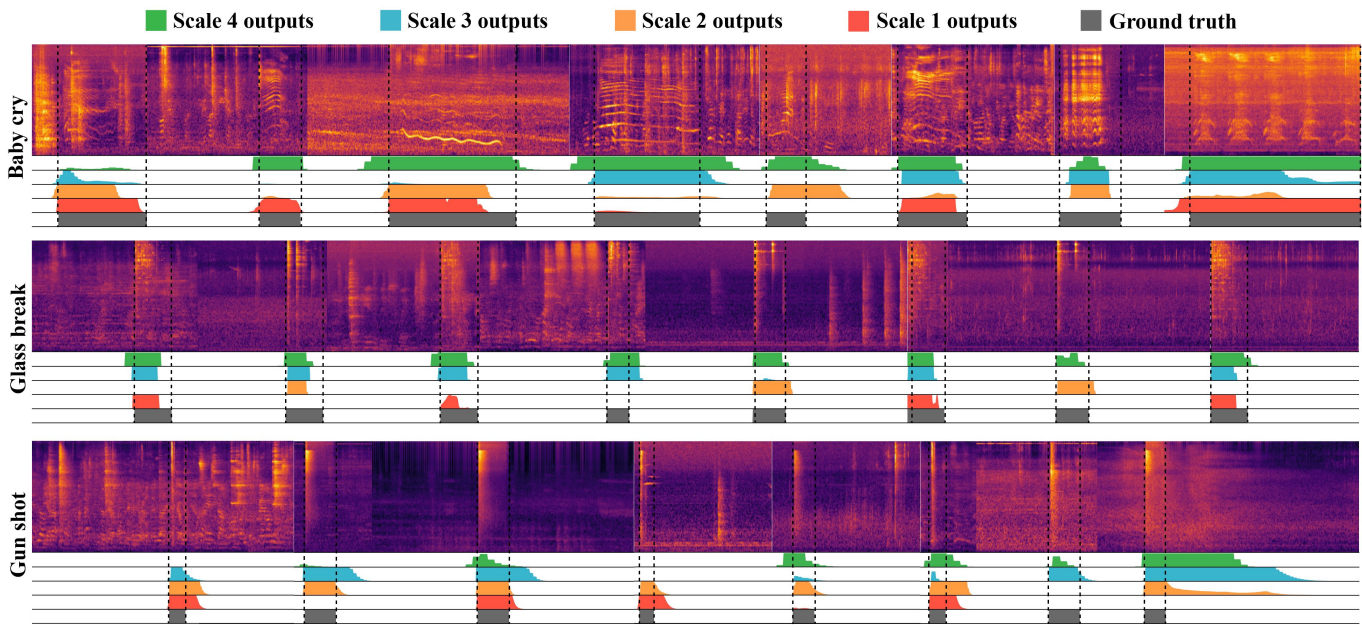 Scale 4 outputs
Scale 3 outputs
Scale 2 outputs
Scale 1 outputs
Ground truth
Baby cry
Glass break
Gun shot